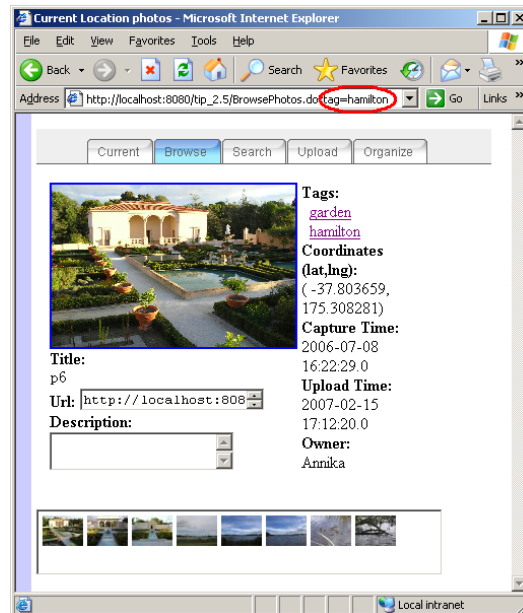 Current Location photos - Microsoft Internet Explorer
File Edit View Favorites Tools Help
Back Search Favorites »
Address http://localhost:8080/tip_2.5/BrowsePhotos.do?tag=hamilton Go Links »
Current Browse Search Upload Organize
Tags:
garden
hamilton
Coordinates
(lat,lng):
( -37.803659,
175.308281)
Capture Time:
2006-07-08
16:22:29.0
Upload Time:
2007-02-15
17:12:20.0
Owner:
Annika
Title:
p6
Url: http://localhost:808
Description:
Local intranet